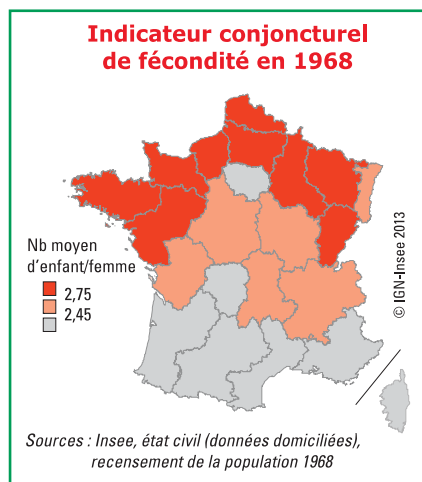 Indicateur conjoncturel
de fécondité en 1968
Nb moyen
d'enfant/femme
2,75
2,45
© IGN-Insee 2013
Sources : Insee, état civil (données domiciliées),
recensement de la population 1968